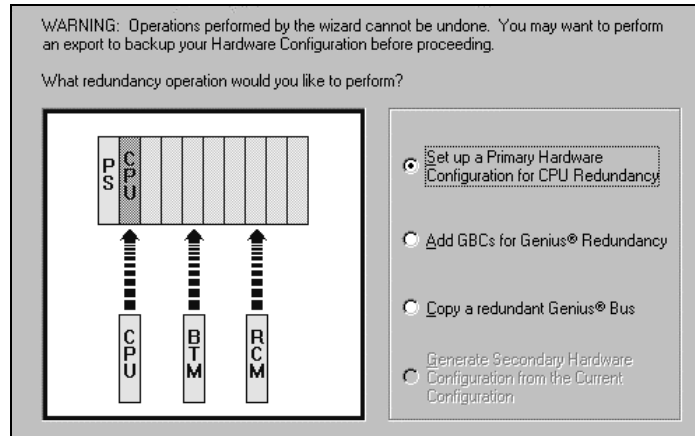 WARNING: Operations performed by the wizard cannot be undone. You may want to perform
an export to backup your Hardware Configuration before proceeding.
What redundancy operation would you like to perform?
PS
CPU
CPU
BTM
RCM
Set up a Primary Hardware
Configuration for CPU Redundancy
Add GBCs for Genius® Redundancy
Copy a redundant Genius® Bus
Generate Secondary Hardware
Configuration from the Current
Configuration